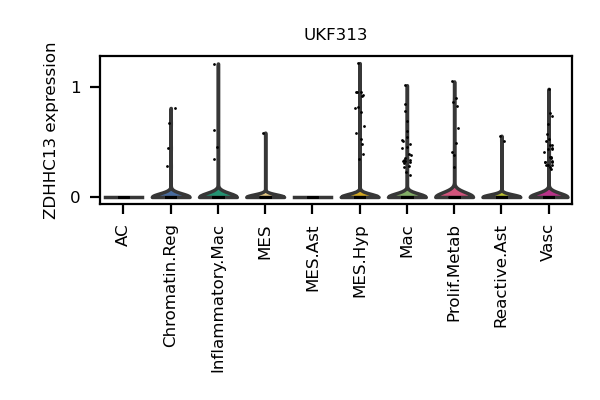 UKF313
ZDHHC13 expression
1
0
AC
Chromatin.Reg
Inflammatory.Mac
MES
MES.Ast
MES.Hyp
Mac
Prolif.Metab
Reactive.Ast
Vasc